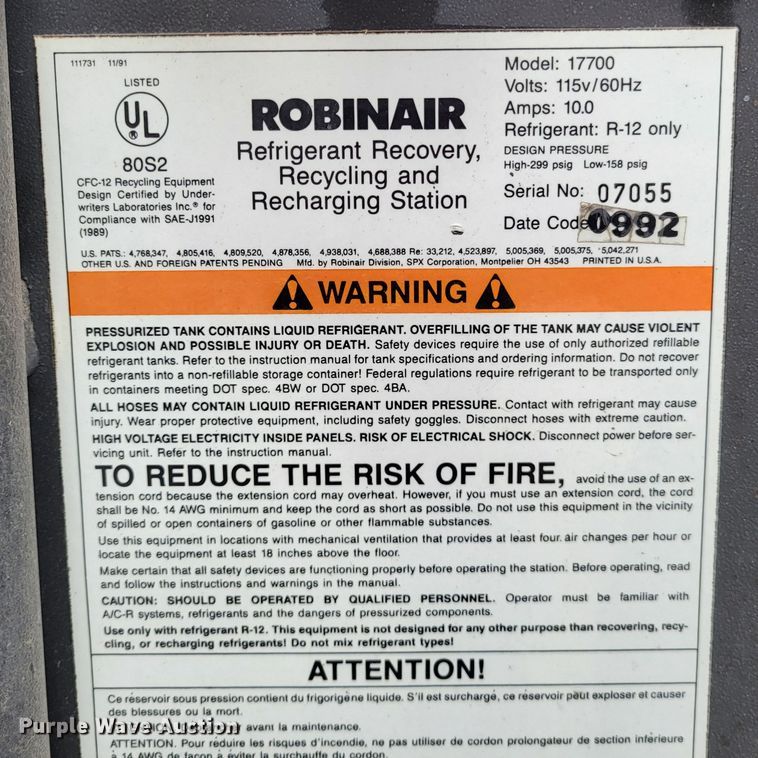 111731 11/91
LISTED
UL
®
80S2
CFC-12 Recycling Equipment
Design Certified by Under-
writers Laboratories Inc.® for
Compliance with SAE-J1991
(1989)
ROBINAIR
Refrigerant Recovery,
Recycling and
Recharging Station
Model: 17700
Volts: 115v/60Hz
Amps: 10.0
Refrigerant: R-12 only
DESIGN PRESSURE
High-299 psig Low-158 psig
Serial No: 07055
Date Code 0992
U.S. PATS.: 4,768,347, 4,805,416, 4,809,520, 4,878,356, 4,938,031, 4,688,388 Re: 33,212, 4,523,897, 5,005,369, 5,005,375, 5,042,271
OTHER U.S. AND FOREIGN PATENTS PENDING Mfd. by Robinair Division, SPX Corporation, Montpelier OH 43543 PRINTED IN U.S.A.
WARNING
PRESSURIZED TANK CONTAINS LIQUID REFRIGERANT. OVERFILLING OF THE TANK MAY CAUSE VIOLENT
EXPLOSION AND POSSIBLE INJURY OR DEATH. Safety devices require the use of only authorized refillable
refrigerant tanks. Refer to the instruction manual for tank specifications and ordering information. Do not recover
refrigerants into a non-refillable storage container! Federal regulations require refrigerant to be transported only
in containers meeting DOT spec. 4BW or DOT spec. 4BA.
ALL HOSES MAY CONTAIN LIQUID REFRIGERANT UNDER PRESSURE. Contact with refrigerant may cause
injury. Wear proper protective equipment, including safety goggles. Disconnect hoses with extreme caution.
HIGH VOLTAGE ELECTRICITY INSIDE PANELS. RISK OF ELECTRICAL SHOCK. Disconnect power before ser-
vicing unit. Refer to the instruction manual.
TO REDUCE THE RISK OF FIRE, avoid the use of an ex-
tension cord because the extension cord may overheat. However, if you must use an extension cord, the cord
shall be No. 14 AWG minimum and keep the cord as short as possible. Do not use this equipment in the vicinity
of spilled or open containers of gasoline or other flammable substances.
Use this equipment in locations with mechanical ventilation that provides at least four air changes per hour or
locate the equipment at least 18 inches above the floor.
Make certain that all safety devices are functioning properly before operating the station. Before operating, read
and follow the instructions and warnings in the manual.
CAUTION: SHOULD BE OPERATED BY QUALIFIED PERSONNEL. Operator must be familiar with
A/C-R systems, refrigerants and the dangers of pressurized components.
Use only with refrigerant R-12. This equipment is not designed for any other purpose than recovering, recy-
cling, or recharging refrigerants! Do not mix refrigerant types!
ATTENTION!
Ce réservoir sous pression contient du frigorigène liquide. S'il est surchargé, ce réservoir peut exploser et causer
des blessures ou la mort.
avant la maintenance.
ATTENTION. Pour réduire les risques d'incendie, ne pas utiliser de cordon prolongateur de section inférieure
à 14 AWG de façon à éviter la surchauffe du cordon.
Purple Wave Auction